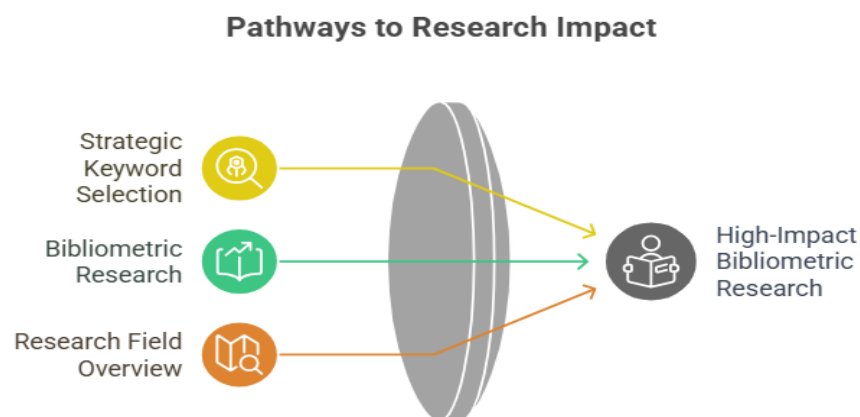 Pathways to Research Impact
Strategic
Keyword
Selection
Bibliometric
Research
Research Field
Overview
High-Impact
Bibliometric
Research